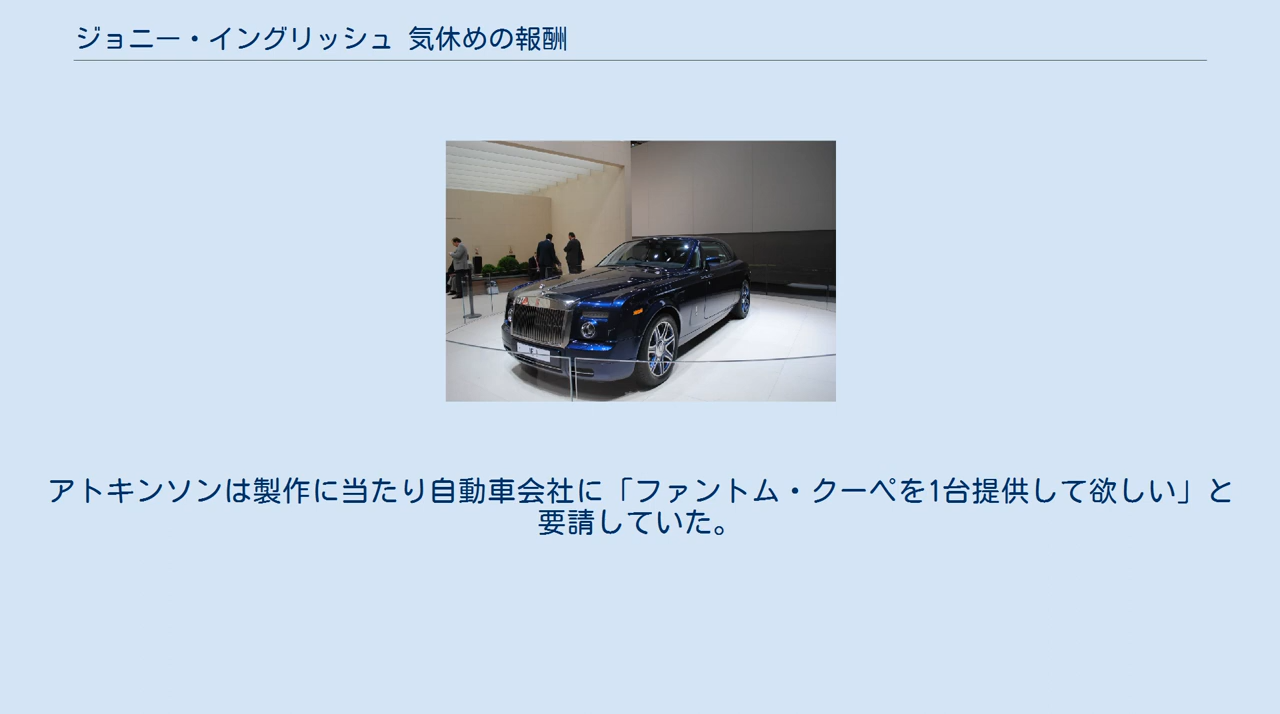 ジョニー・イングリッシュ 気休めの報酬
アトキンソンは製作に当たり自動車会社に「ファントム・クーペを1台提供して欲しい」と
要請していた。